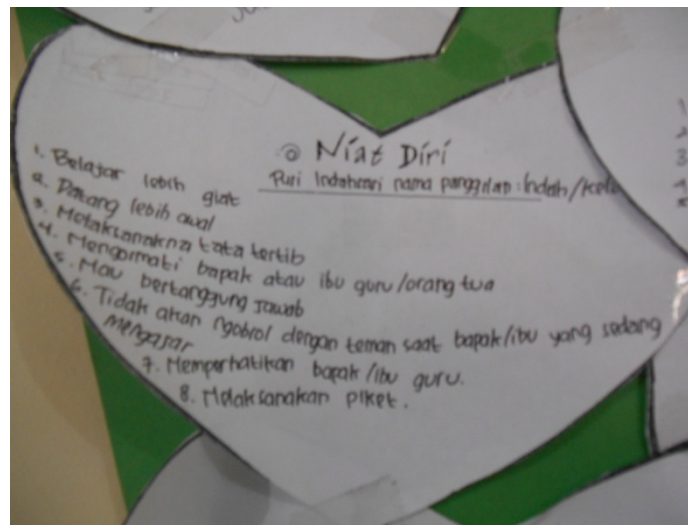 Niat Diri
Puri Indahsari nama panggilan : Indah/
1. Belajar lebih giat
2. Datang lebih awal
3. Melaksanakna tata tertib
4. Mengormati bapak atau ibu guru/orang tua
5. Mau bertanggung jawab
6. Tidak akan ngobrol dengan teman saat bapak/ibu yang sedang
mengajar
7. Memperhatikan bapak/ibu guru.
8. Melaksanakan piket.